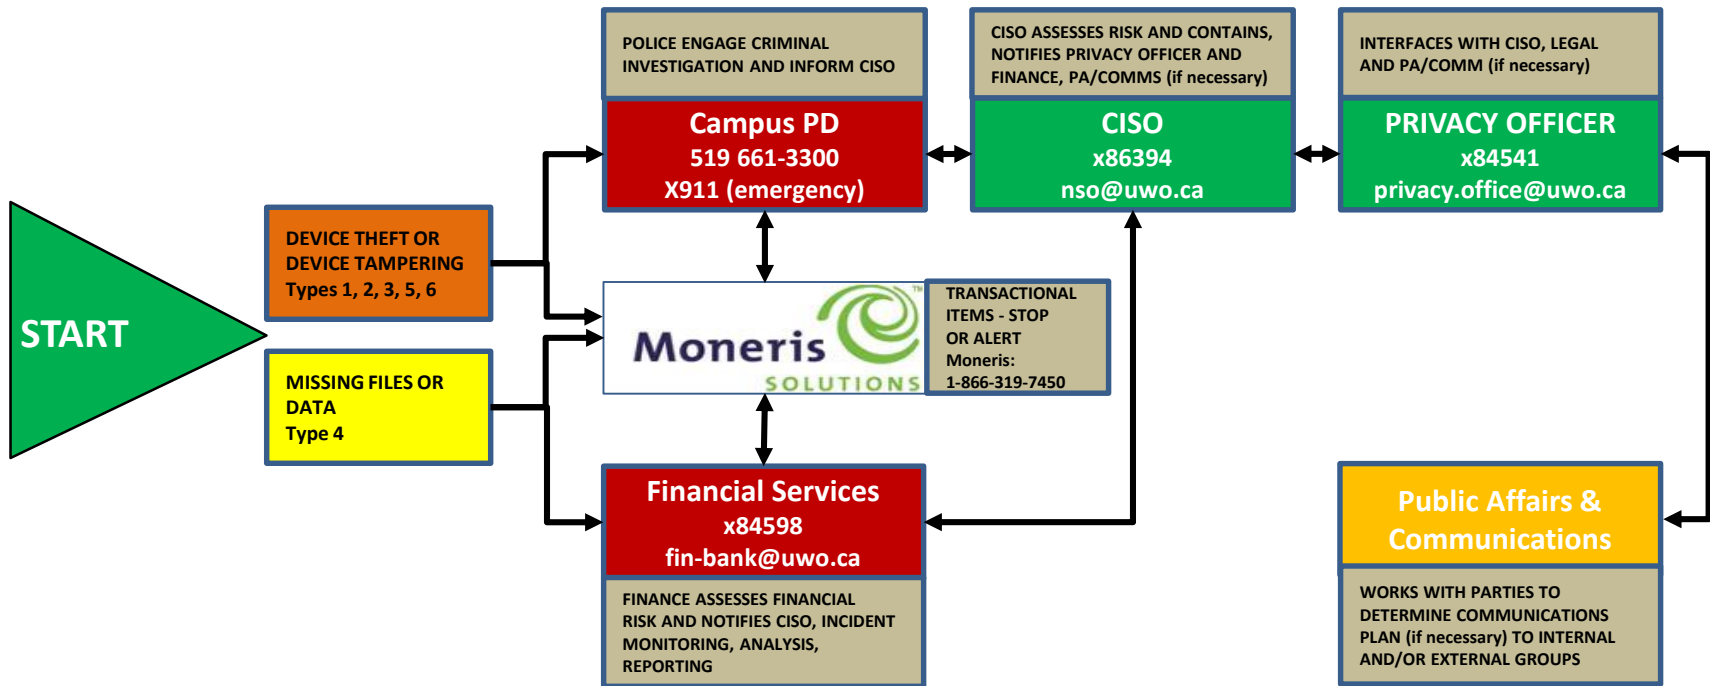 START
DEVICE THEFT OR
DEVICE TAMPERING
Types 1, 2, 3, 5, 6
MISSING FILES OR
DATA
Type 4
POLICE ENGAGE CRIMINAL
INVESTIGATION AND INFORM CISO
Campus PD
519 661-3300
X911 (emergency)
CISO ASSESSES RISK AND CONTAINS,
NOTIFIES PRIVACY OFFICER AND
FINANCE, PA/COMMS (if necessary)
CISO
x86394
nso@uwo.ca
INTERFACES WITH CISO, LEGAL
AND PA/COMM (if necessary)
PRIVACY OFFICER
x84541
privacy.office@uwo.ca
Moneris
™
SOLUTIONS
TRANSACTIONAL
ITEMS - STOP
OR ALERT
Moneris:
1-866-319-7450
Financial Services
x84598
fin-bank@uwo.ca
FINANCE ASSESSES FINANCIAL
RISK AND NOTIFIES CISO, INCIDENT
MONITORING, ANALYSIS,
REPORTING
Public Affairs &
Communications
WORKS WITH PARTIES TO
DETERMINE COMMUNICATIONS
PLAN (if necessary) TO INTERNAL
AND/OR EXTERNAL GROUPS